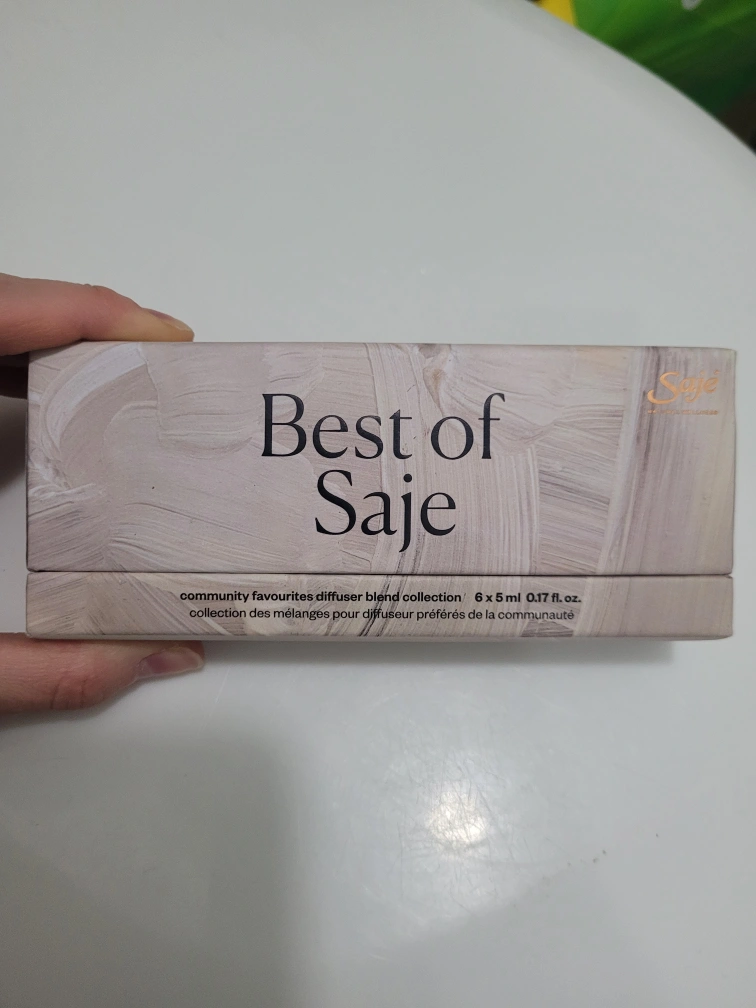 Best of
Saje
Saje
community favourites diffuser blend collection / 6 x 5 ml 0.17 fl. oz.
collection des mélanges pour diffuseur préférés de la communauté